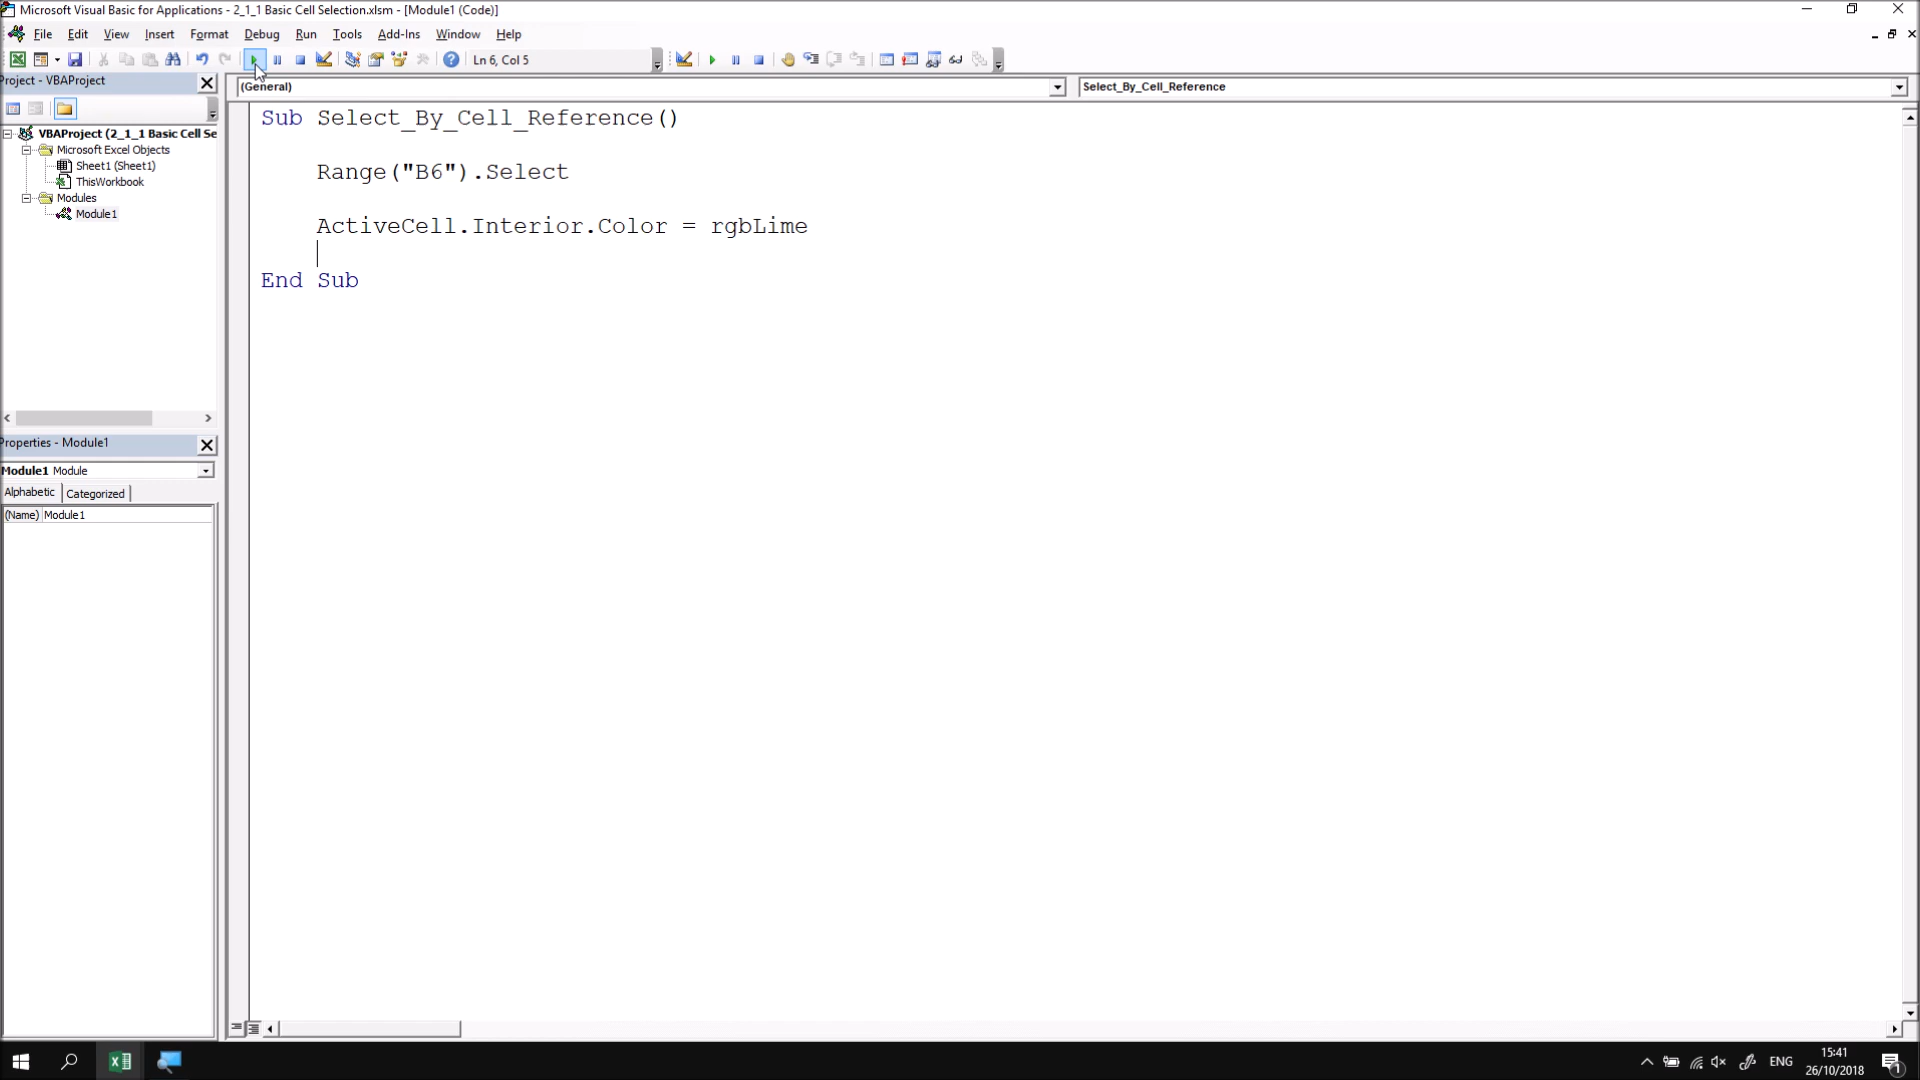 Microsoft Visual Basic for Applications - 2_1_1 Basic Cell Selection.xlsm - [Module1 (Code)]
File Edit View Insert Format Debug Run Tools Add-Ins Window Help
Ln 6, Col 5
Project - VBAProject
(General)
Select_By_Cell_Reference
VBAProject (2_1_1 Basic Cell Se
Microsoft Excel Objects
Sheet1 (Sheet1)
ThisWorkbook
Modules
Module1
Sub Select_By_Cell_Reference()
Range("B6").Select
ActiveCell.Interior.Color = rgbLime
End Sub
Properties - Module1
Module1 Module
Alphabetic Categorized
(Name) Module1
ENG
15:41
26/10/2018
1